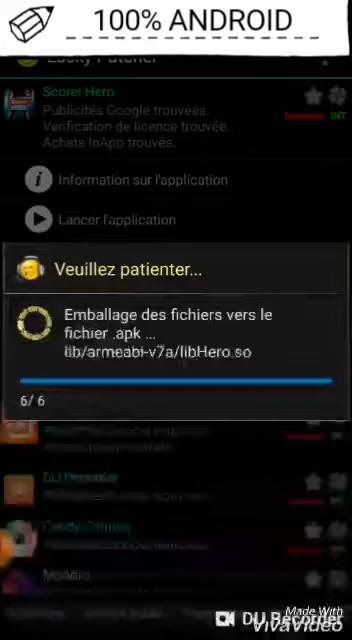 100% ANDROID
Lucky Patcher
Score! Hero
Publicités Google trouvées.
Vérification de licence trouvée.
Achats InApp trouvés.
INT
Information sur l'application
Lancer l'application
Veuillez patienter...
Emballage des fichiers vers le
fichier .apk ...
lib/armeabi-v7a/libHero.so
6/ 6
DU Recorder
Made With
VivaVideo